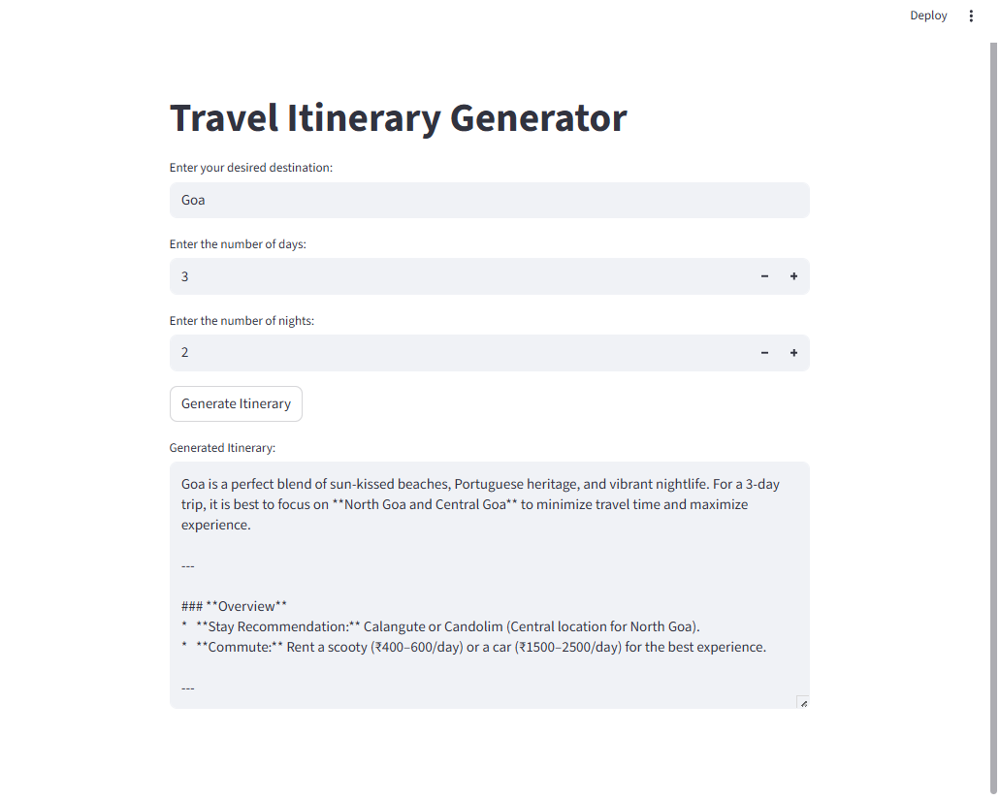 Deploy
Travel Itinerary Generator
Enter your desired destination:
Goa
Enter the number of days:
3
Enter the number of nights:
2
Generate Itinerary
Generated Itinerary:
Goa is a perfect blend of sun-kissed beaches, Portuguese heritage, and vibrant nightlife. For a 3-day
trip, it is best to focus on **North Goa and Central Goa** to minimize travel time and maximize
experience.
---
### **Overview**
*   **Stay Recommendation:** Calangute or Candolim (Central location for North Goa).
*   **Commute:** Rent a scooty (₹400–600/day) or a car (₹1500–2500/day) for the best experience.
---